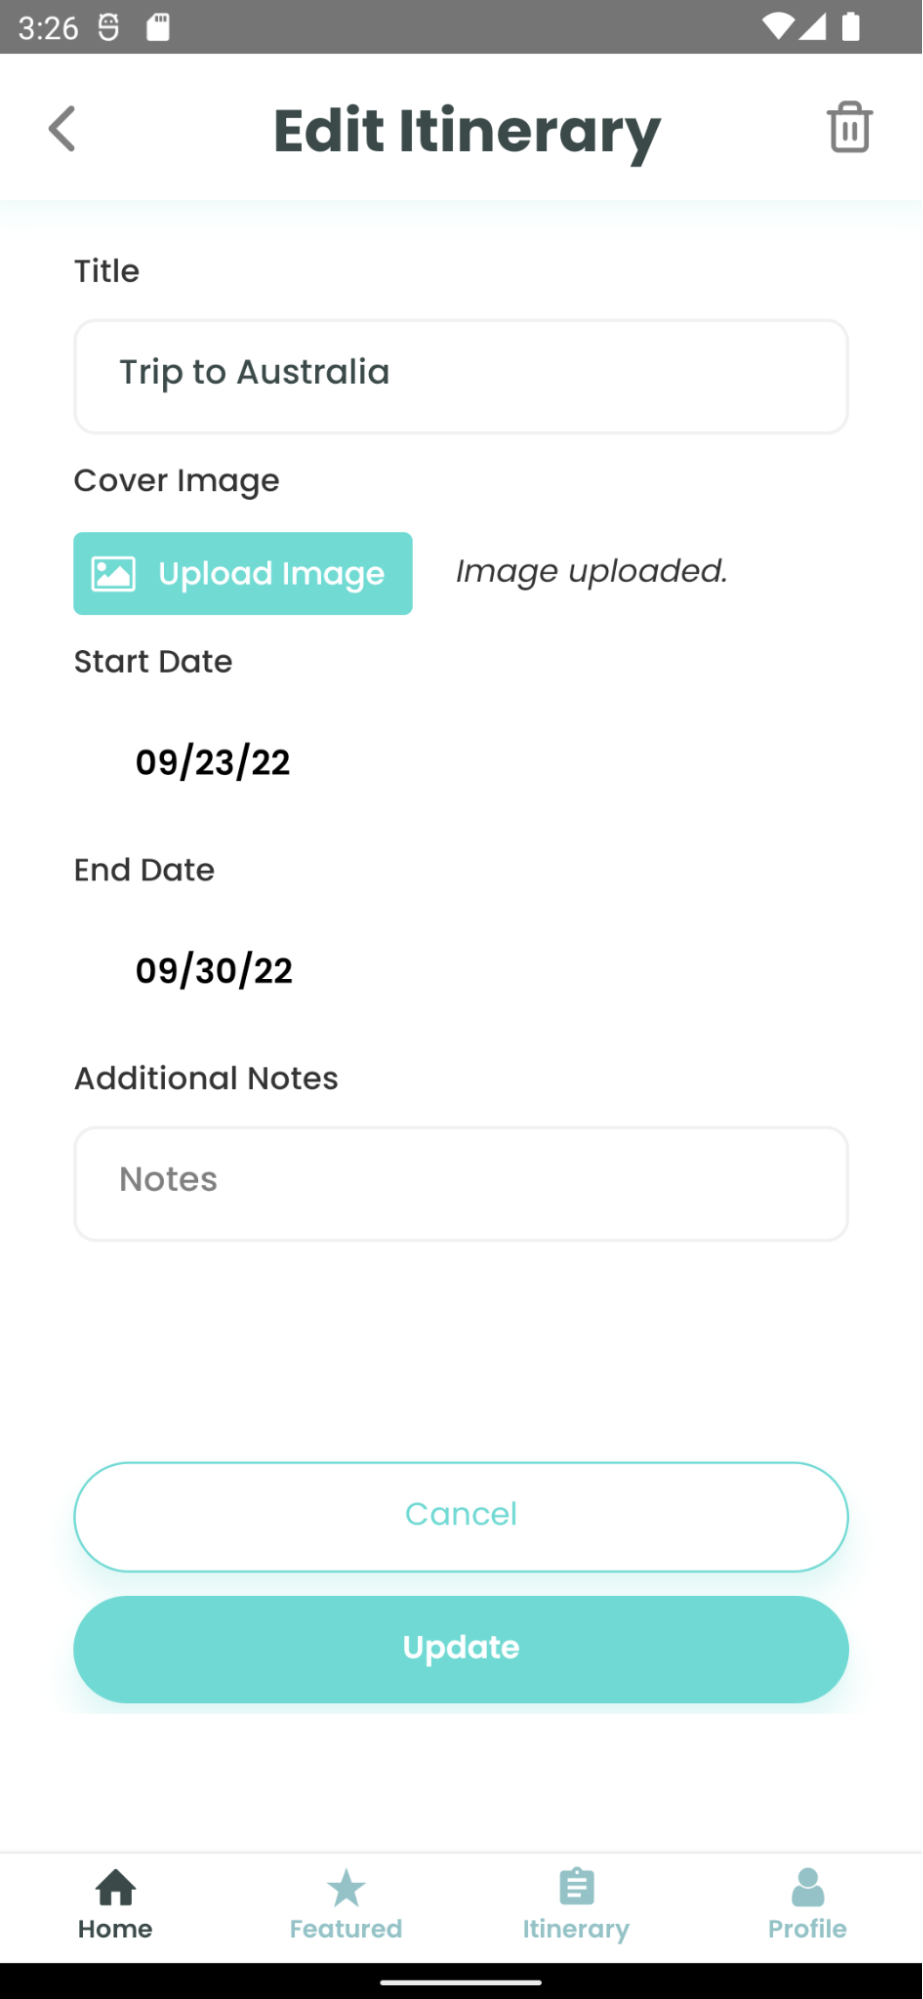 3:26
Edit Itinerary
Title
Trip to Australia
Cover Image
Upload Image
Image uploaded.
Start Date
09/23/22
End Date
09/30/22
Additional Notes
Notes
Cancel
Update
Home
Featured
Itinerary
Profile